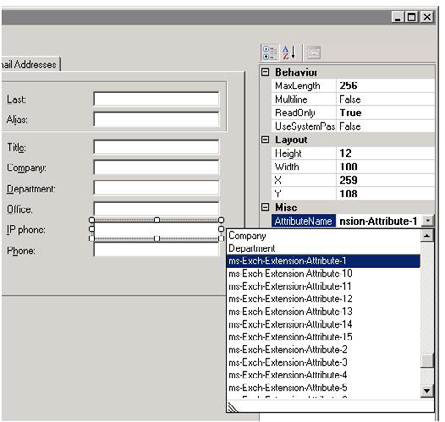 ail Addresses
Last:
Alias:
Title:
Company:
Department:
Office:
IP phone:
Phone:
Behavior
MaxLength 256
Multiline False
ReadOnly True
UseSystemPas False
Layout
Height 12
Width 100
X 259
Y 108
Misc
AttributeName nsion-Attribute-1
Company
Department
ms-Exch-Extension-Attribute-1
ms-Exch-Extension-Attribute-10
ms-Exch-Extension-Attribute-11
ms-Exch-Extension-Attribute-12
ms-Exch-Extension-Attribute-13
ms-Exch-Extension-Attribute-14
ms-Exch-Extension-Attribute-15
ms-Exch-Extension-Attribute-2
ms-Exch-Extension-Attribute-3
ms-Exch-Extension-Attribute-4
ms-Exch-Extension-Attribute-5